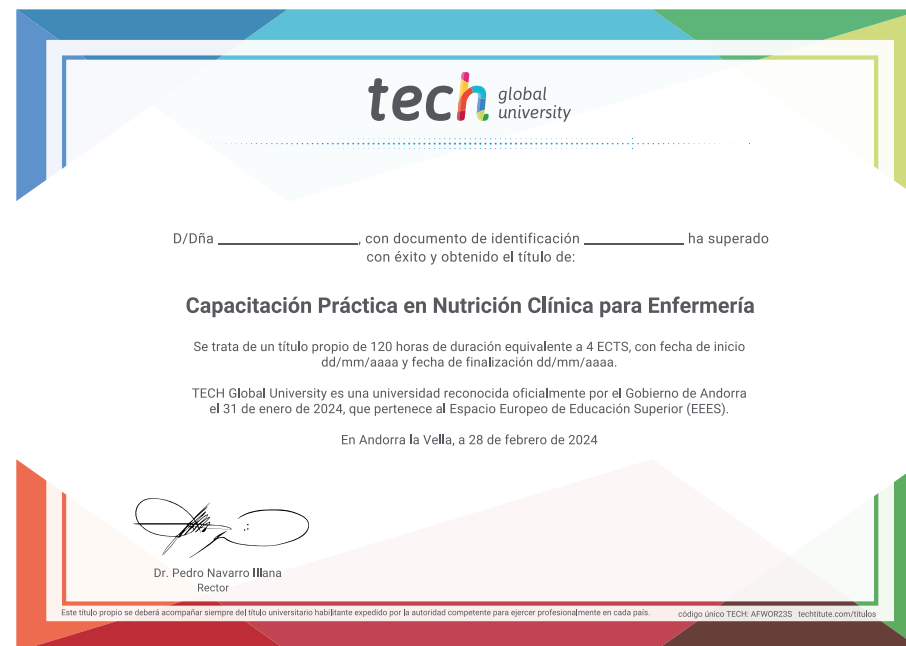 tech global university
D/Dña ____________________, con documento de identificación ______________ ha superado
con éxito y obtenido el título de:
Capacitación Práctica en Nutrición Clínica para Enfermería
Se trata de un título propio de 120 horas de duración equivalente a 4 ECTS, con fecha de inicio
dd/mm/aaaa y fecha de finalización dd/mm/aaaa.
TECH Global University es una universidad reconocida oficialmente por el Gobierno de Andorra
el 31 de enero de 2024, que pertenece al Espacio Europeo de Educación Superior (EEES).
En Andorra la Vella, a 28 de febrero de 2024
Dr. Pedro Navarro Illana
Rector
Este título propio se deberá acompañar siempre del título universitario habilitante expedido por la autoridad competente para ejercer profesionalmente en cada país. código único TECH: AFWOR23S techtitute.com/titulos